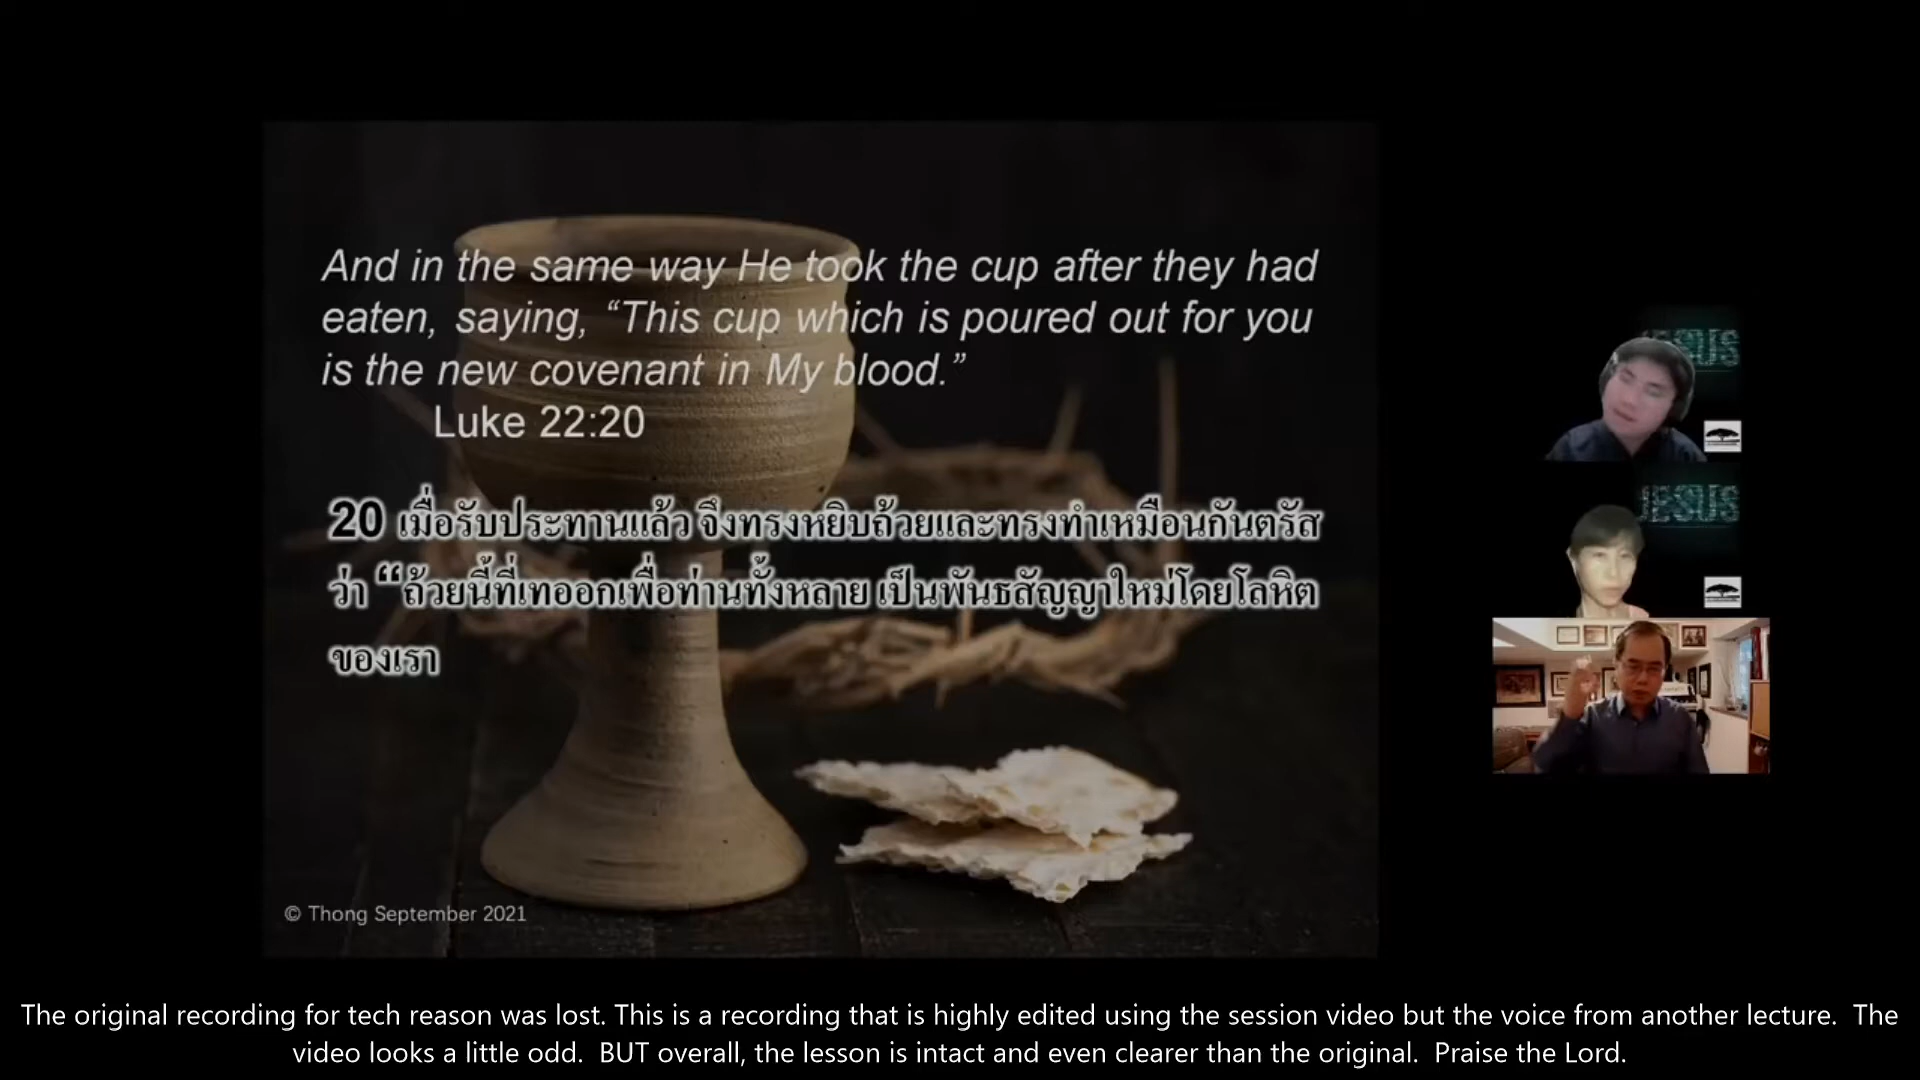 And in the same way He took the cup after they had
eaten, saying, “This cup which is poured out for you
is the new covenant in My blood.”
Luke 22:20
20 เมื่อรับประทานแล้ว จึงทรงหยิบถ้วยและทรงทำเหมือนกันตรัส
ว่า “ถ้วยนี้ที่เทออกเพื่อท่านทั้งหลาย เป็นพันธสัญญาใหม่โดยโลหิต
ของเรา
© Thong September 2021
JESUS
JESUS
The original recording for tech reason was lost. This is a recording that is highly edited using the session video but the voice from another lecture.  The
video looks a little odd.  BUT overall, the lesson is intact and even clearer than the original.  Praise the Lord.